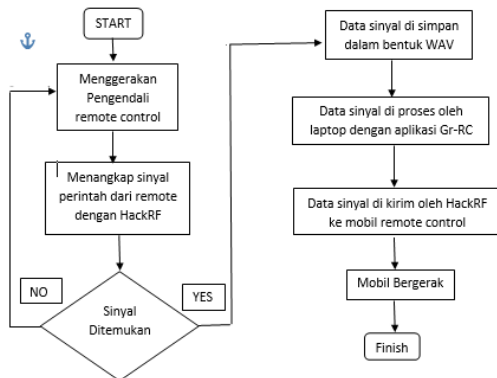 START
Menggerakan
Pengendali
remote control
Menangkap sinyal
perintah dari remote
dengan HackRF
NO
YES
Sinyal
Ditemukan
Data sinyal di simpan
dalam bentuk WAV
Data sinyal di proses oleh
laptop dengan aplikasi Gr-RC
Data sinyal di kirim oleh HackRF
ke mobil remote control
Mobil Bergerak
Finish